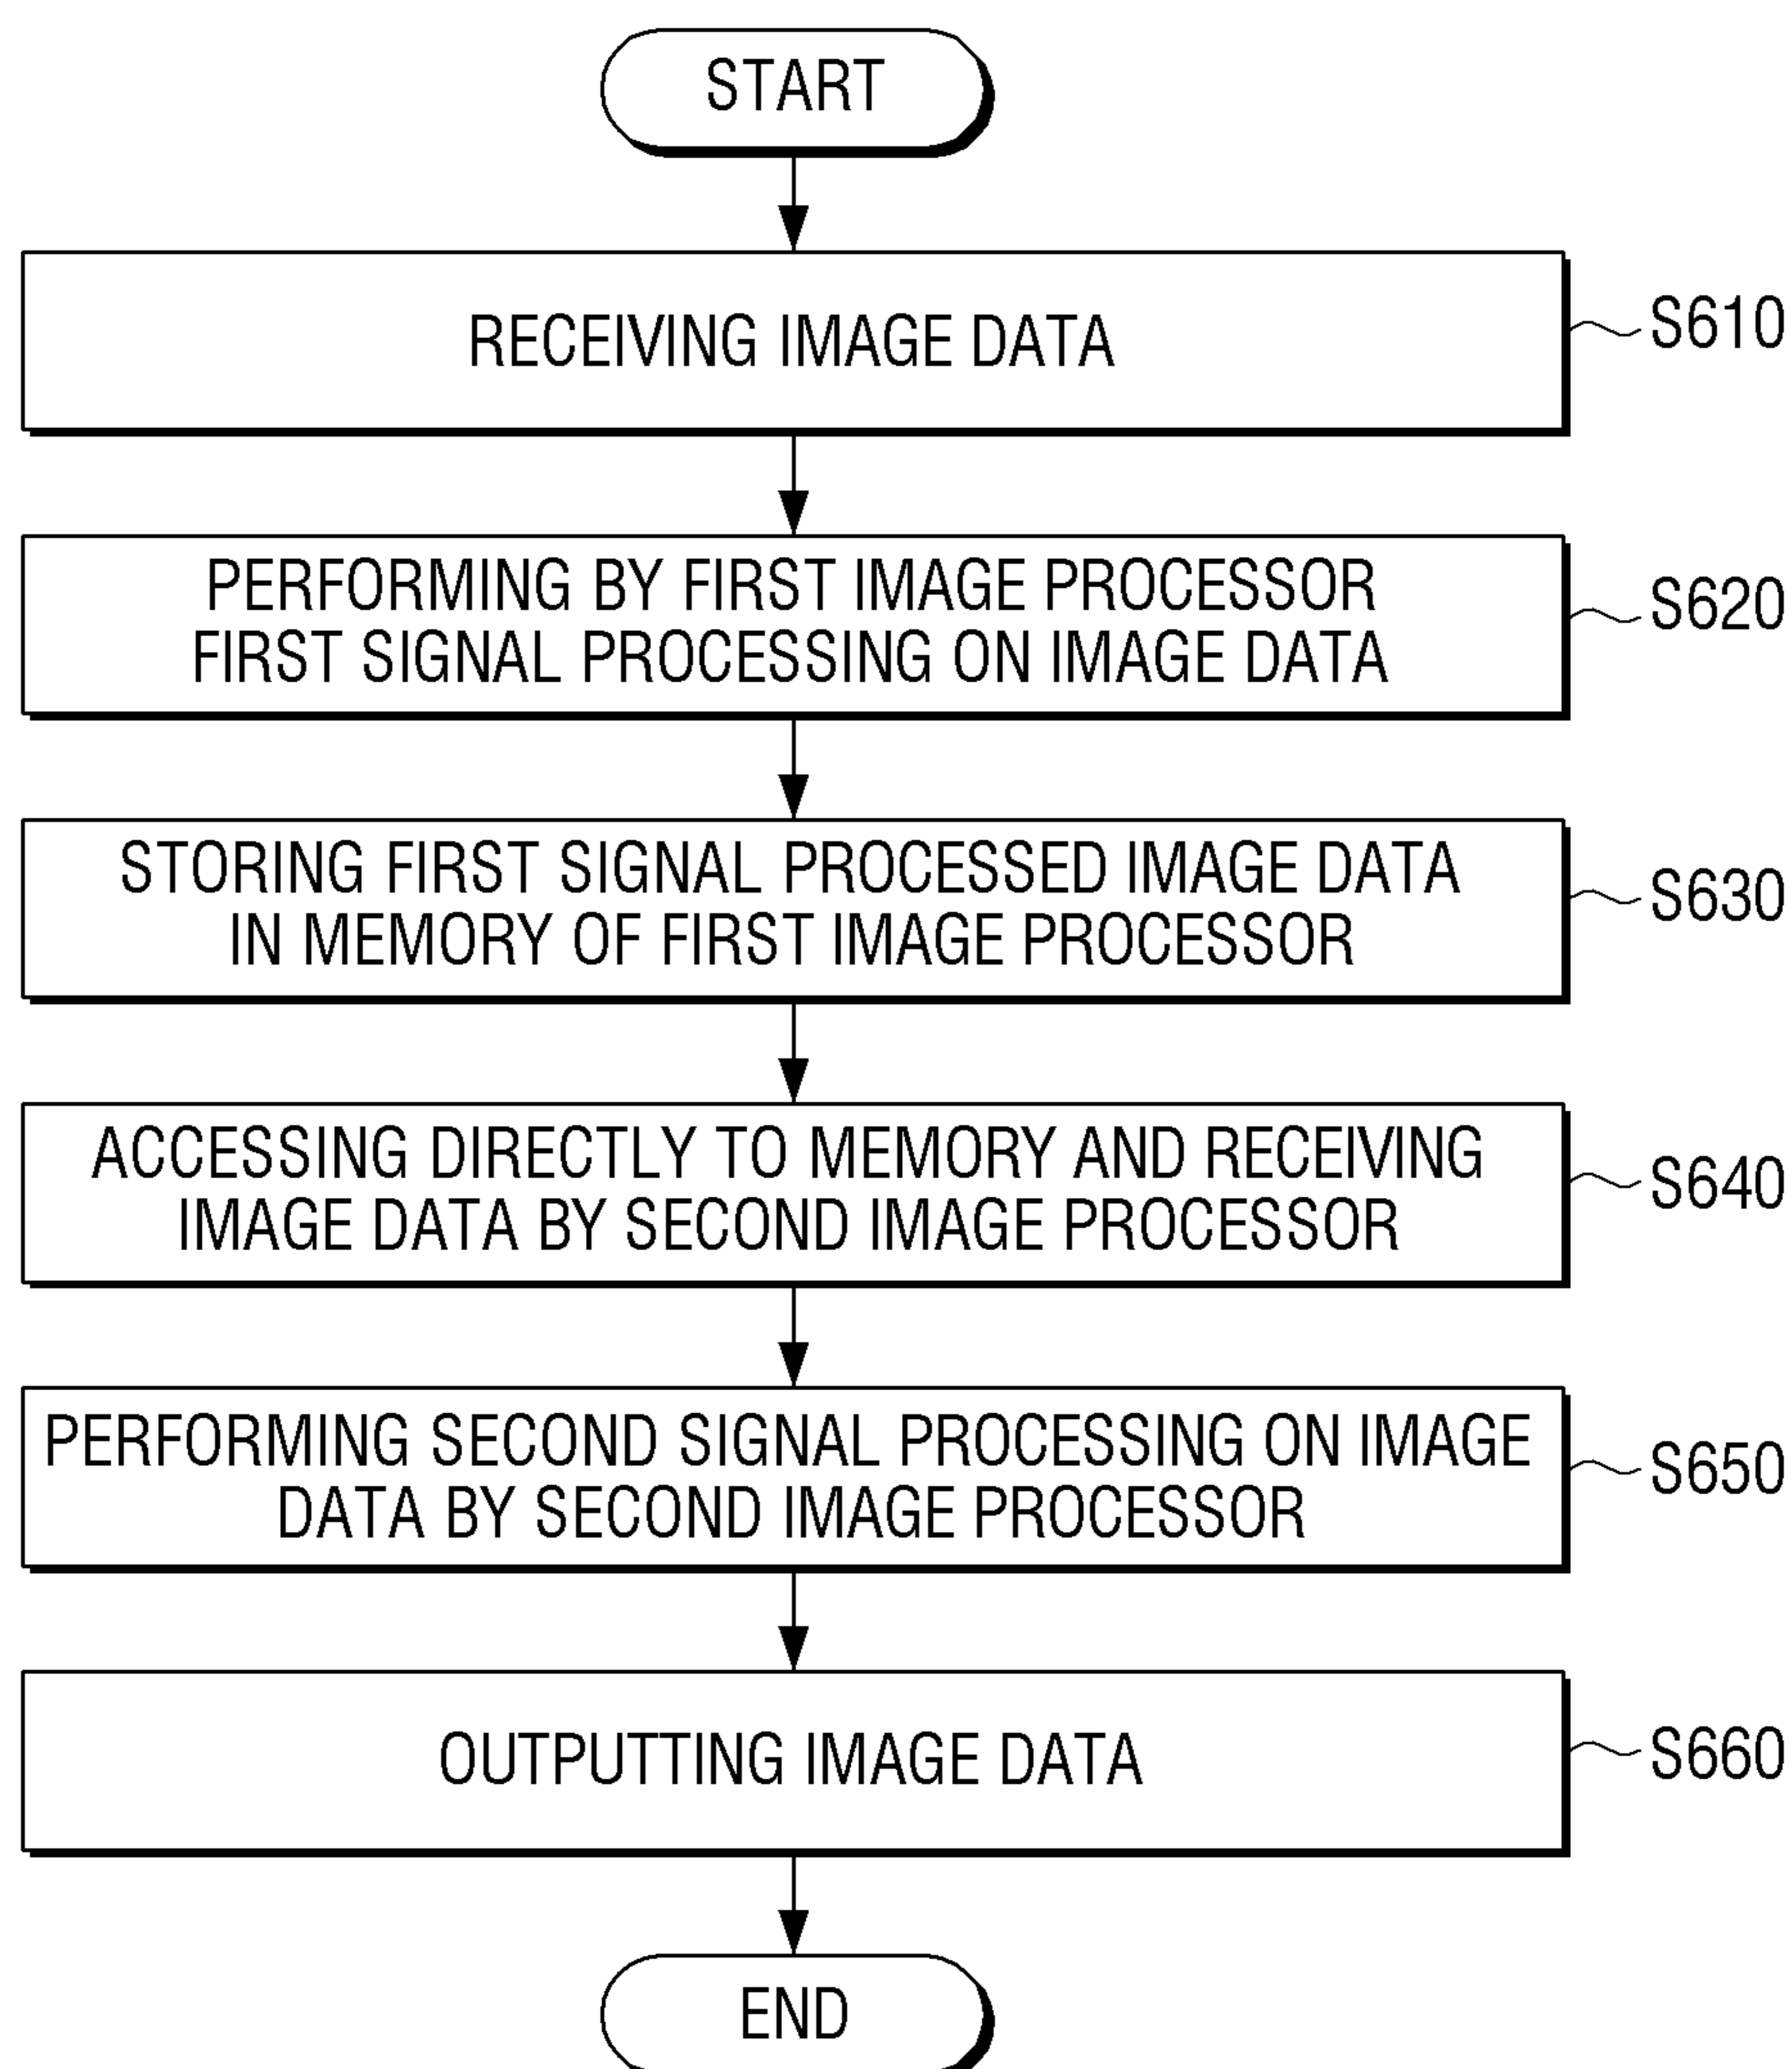 START
RECEIVING IMAGE DATA
S610
PERFORMING BY FIRST IMAGE PROCESSOR
FIRST SIGNAL PROCESSING ON IMAGE DATA
S620
STORING FIRST SIGNAL PROCESSED IMAGE DATA
IN MEMORY OF FIRST IMAGE PROCESSOR
S630
ACCESSING DIRECTLY TO MEMORY AND RECEIVING
IMAGE DATA BY SECOND IMAGE PROCESSOR
S640
PERFORMING SECOND SIGNAL PROCESSING ON IMAGE
DATA BY SECOND IMAGE PROCESSOR
S650
OUTPUTTING IMAGE DATA
S660
END